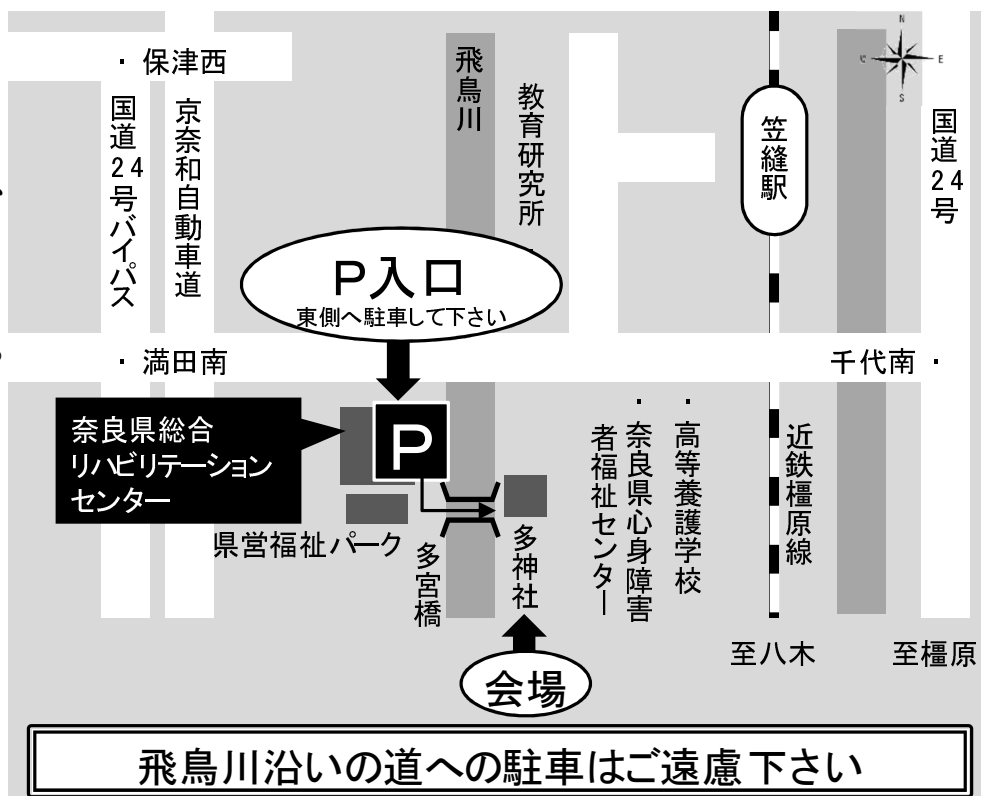 N
E
S
・保津西
国道24号バイパス
京奈和自動車道
飛鳥川
教育研究所・
笠縫駅
国道24号
P入口
東側へ駐車して下さい
・満田南
千代南・
奈良県総合
リハビリテーション
センター
P
県営福祉パーク
多宮橋
多神社
・奈良県心身障害
者福祉センター
・高等養護学校
近鉄橿原線
至八木
至橿原
会場
飛鳥川沿いの道への駐車はご遠慮下さい